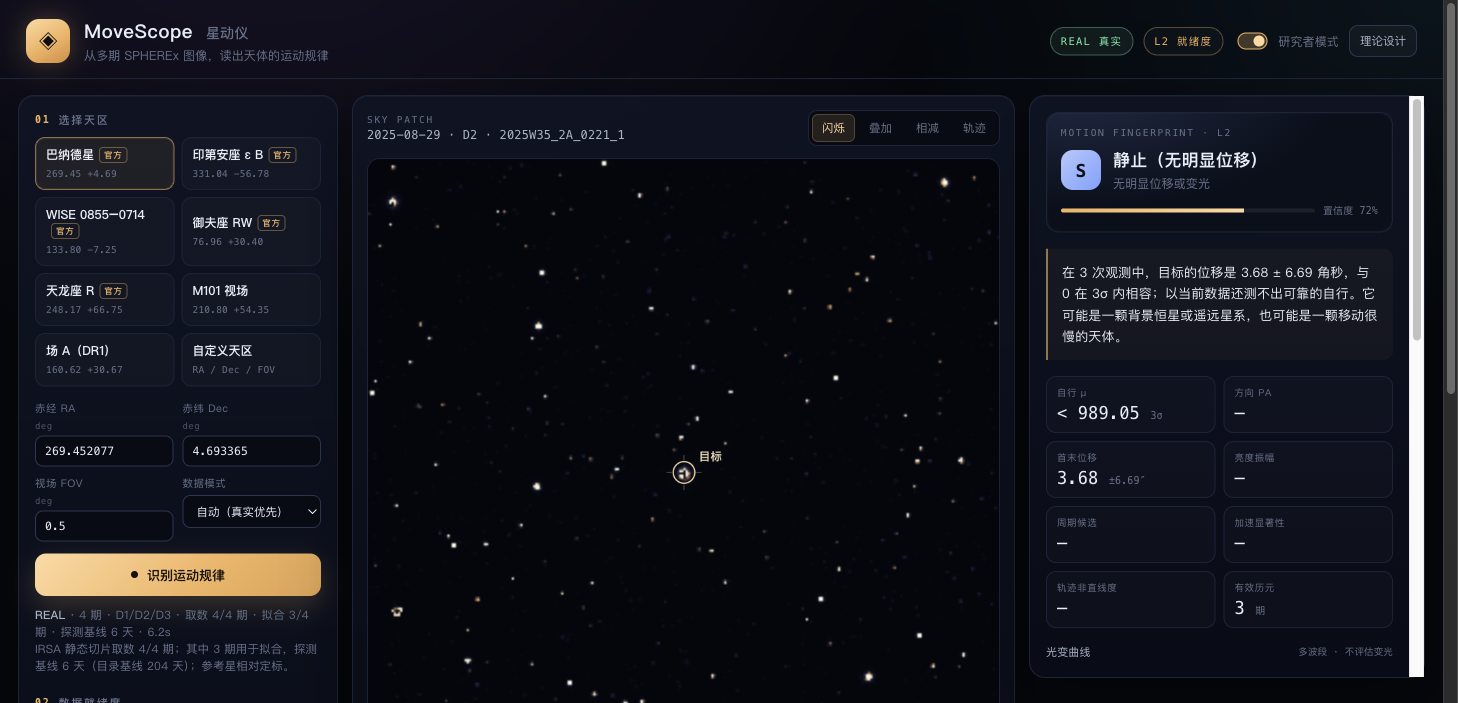 MoveScope 星动仪
从多期 SPHEREx 图像，读出天体的运动规律
REAL 真实
L2 就绪度
研究者模式
理论设计
01 选择天区
巴纳德星 官方
269.45 +4.69
印第安座 ε B 官方
331.04 −56.78
WISE 0855−0714
官方
133.80 −7.25
御夫座 RW 官方
76.96 +30.40
天龙座 R 官方
248.17 +66.75
M101 视场
210.80 +54.35
场 A（DR1）
160.62 +30.67
自定义天区
RA / Dec / FOV
赤经 RA
deg
269.452077
赤纬 Dec
deg
4.693365
视场 FOV
deg
0.5
数据模式
自动（真实优先）
识别运动规律
REAL · 4 期 · D1/D2/D3 · 取数 4/4 期 · 拟合 3/4
期 · 探测基线 6 天 · 6.2s
IRSA 静态切片取数 4/4 期；其中 3 期用于拟合，探测
基线 6 天（目录基线 204 天）；参考星相对定标。
02 数据就绪度
SKY PATCH
2025-08-29 · D2 · 2025W35_2A_0221_1
闪烁
叠加
相减
轨迹
目标
MOTION FINGERPRINT · L2
S
静止（无明显位移）
无明显位移或变光
置信度 72%
在 3 次观测中，目标的位移是 3.68 ± 6.69 角秒，与
0 在 3σ 内相容；以当前数据还测不出可靠的自行。它
可能是一颗背景恒星或遥远星系，也可能是一颗移动很
慢的天体。
自行 μ
< 989.05 3σ
方向 PA
—
首末位移
3.68 ±6.69″
亮度振幅
—
周期候选
—
加速显著性
—
轨迹非直线度
—
有效历元
3 期
光变曲线
多波段 · 不评估变光